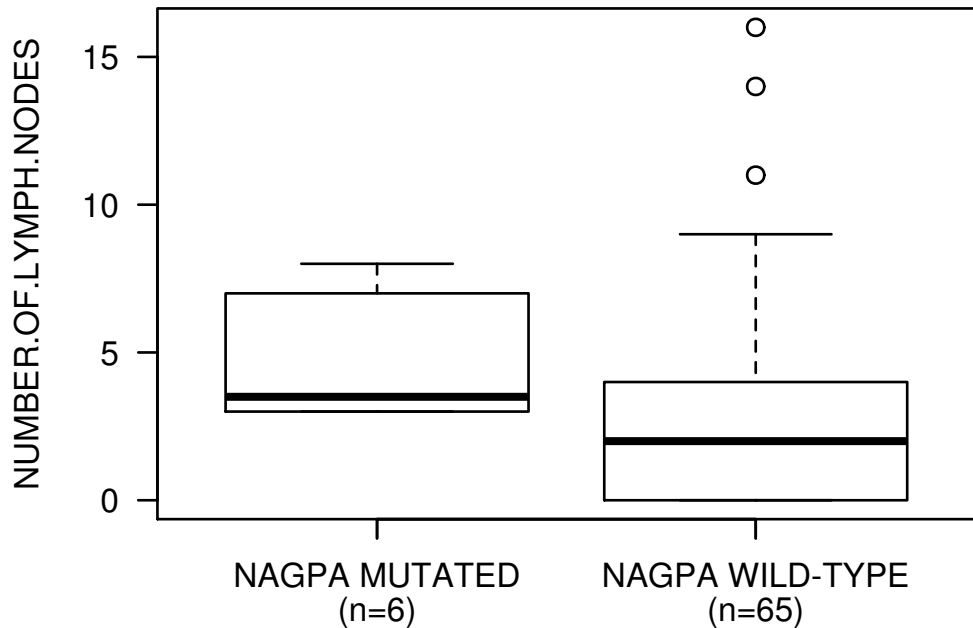 NUMBER.OF.LYMPH.NODES
15
10
5
0
NAGPA MUTATED
(n=6)
NAGPA WILD-TYPE
(n=65)